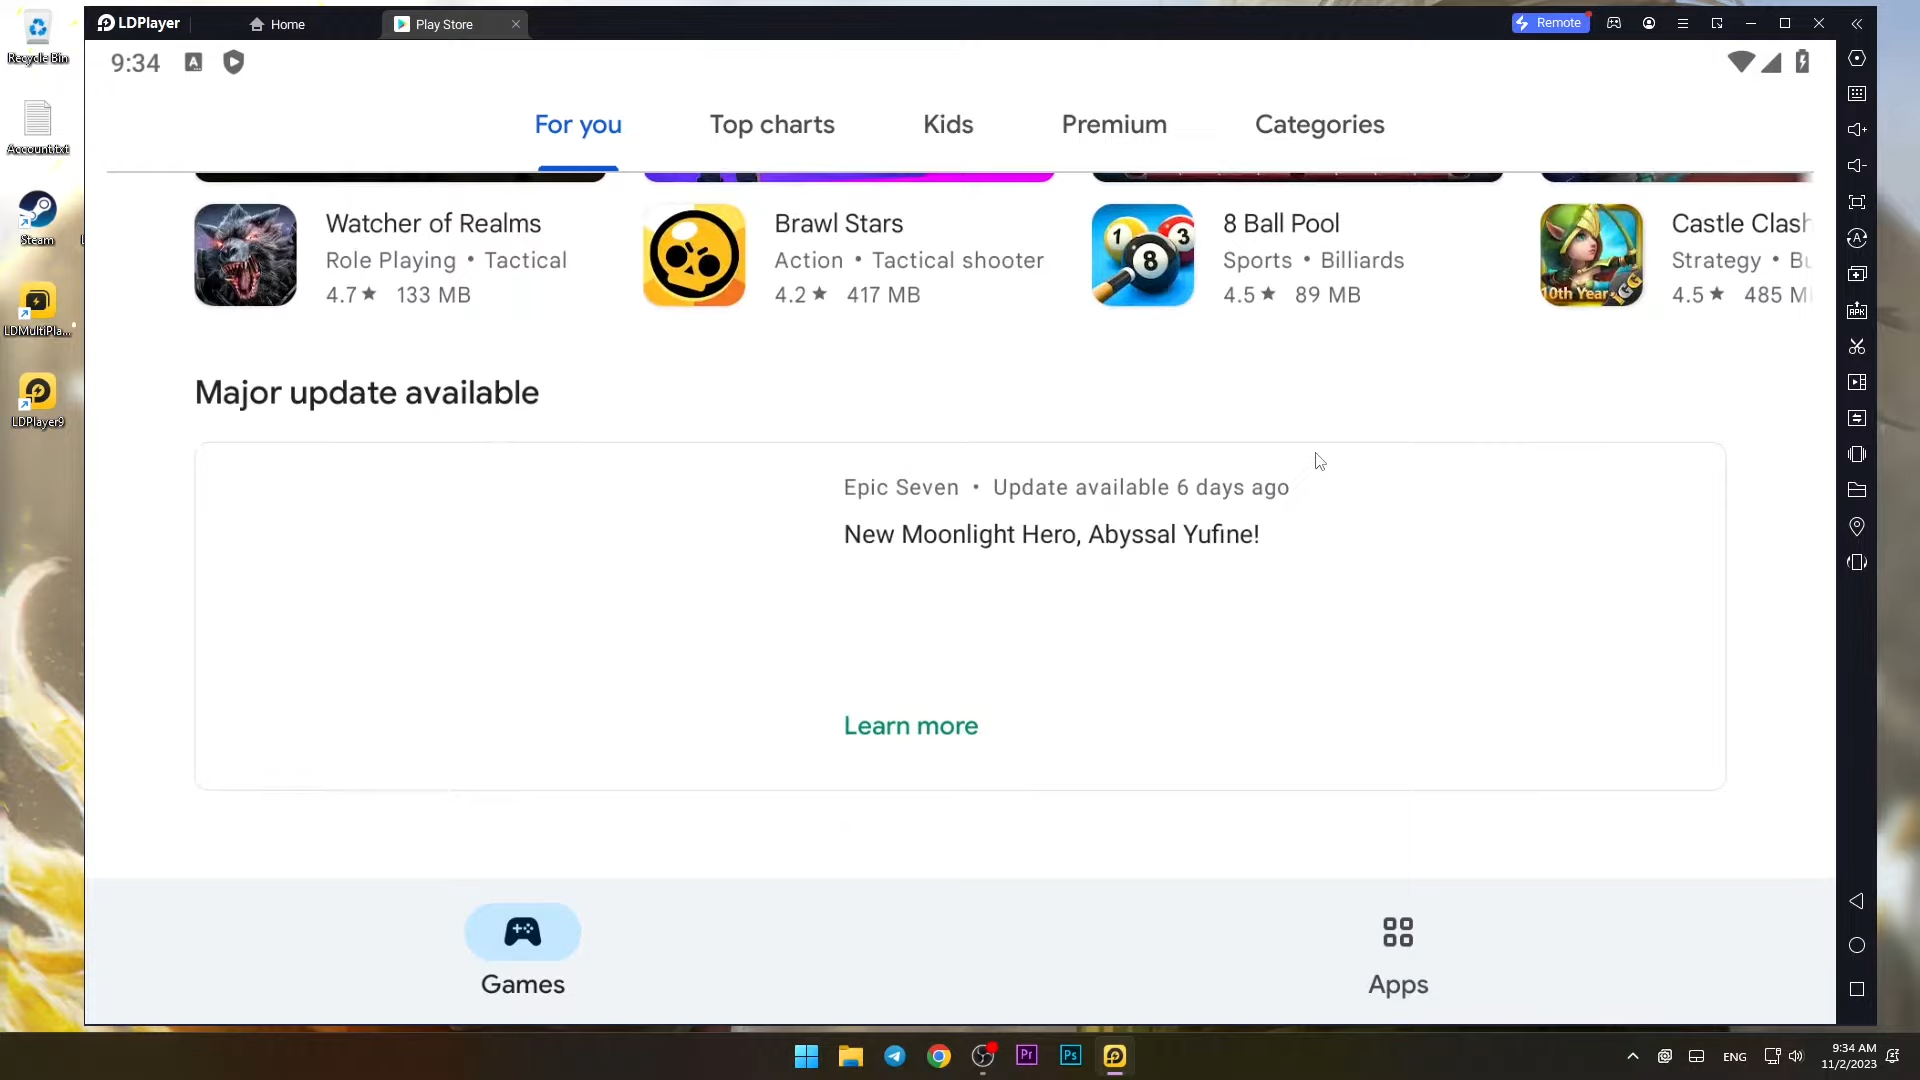 LDPlayer
Home
Play Store
Remote
Recycle Bin
Account.txt
Steam
LDMultiPla...
LDPlayer9
9:34
For you
Top charts
Kids
Premium
Categories
Watcher of Realms
Role Playing • Tactical
4.7★ 133 MB
Brawl Stars
Action • Tactical shooter
4.2★ 417 MB
8 Ball Pool
Sports • Billiards
4.5★ 89 MB
10th Year
IGG
Castle Clash
Strategy • Bu
4.5★ 485 M
Major update available
Epic Seven • Update available 6 days ago
New Moonlight Hero, Abyssal Yufine!
Learn more
Games
Apps
APK
Pr
Ps
ENG
9:34 AM
11/2/2023